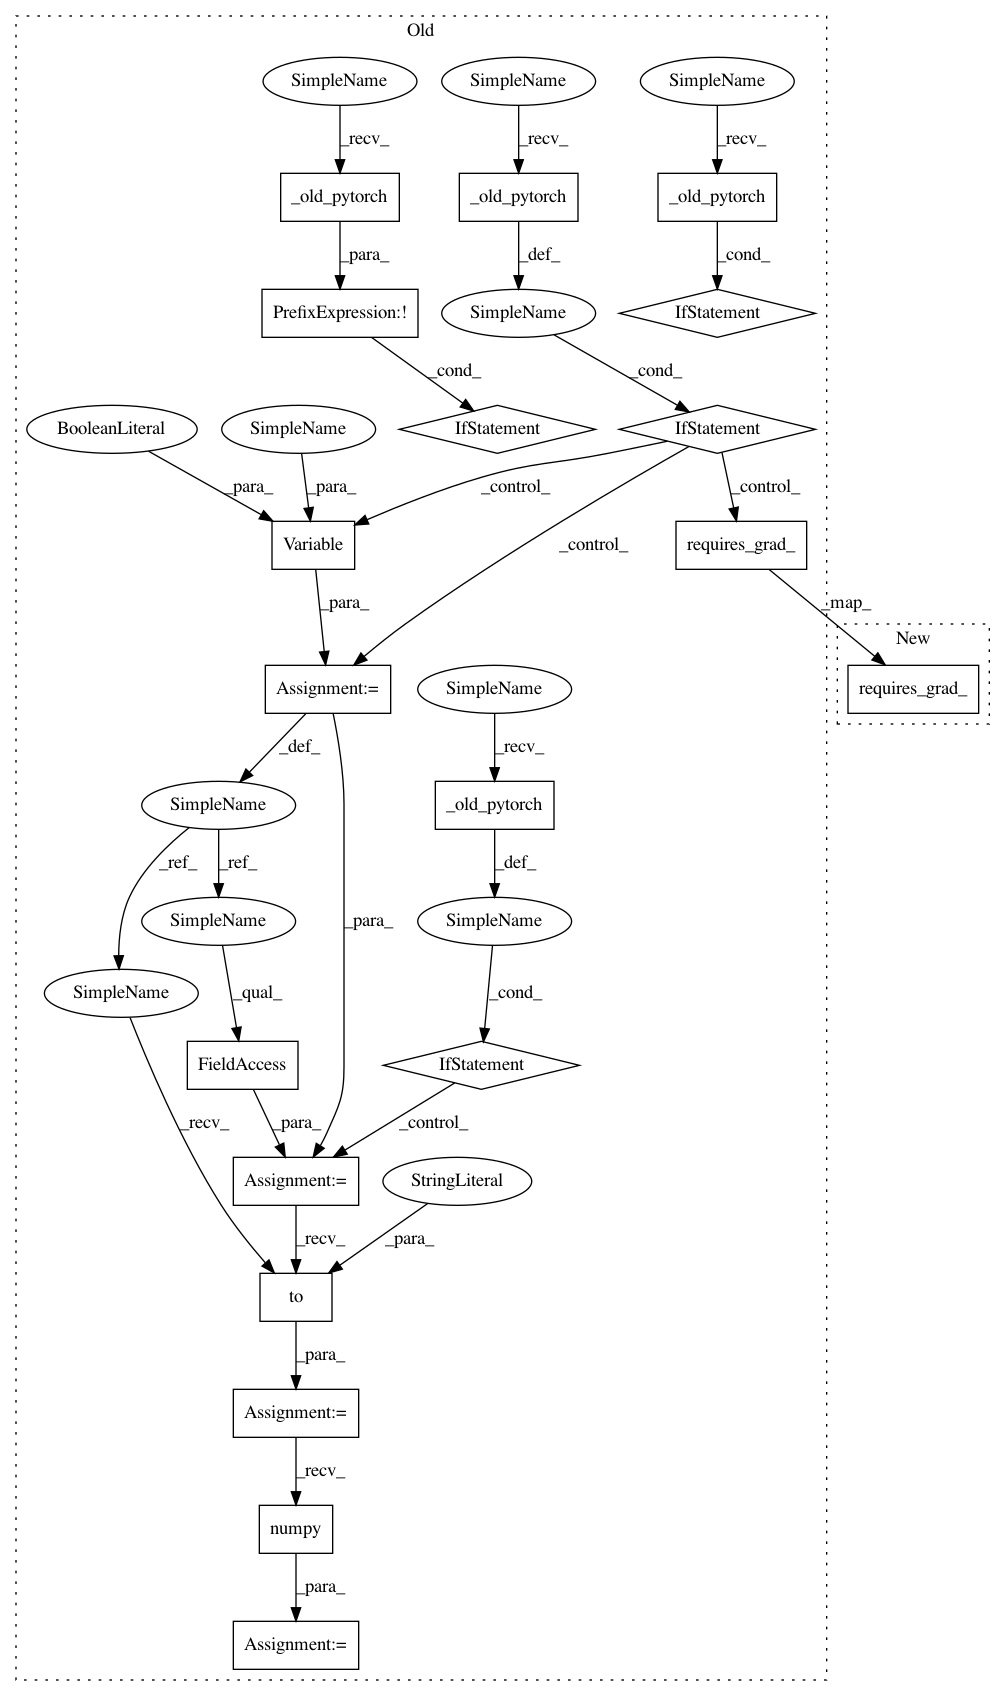 Old
SimpleName SimpleName SimpleName
_recv_ _recv_ _recv_
_old_pytorch _old_pytorch _old_pytorch
_para_ _def_ _cond_
PrefixExpression:! SimpleName IfStatement
_cond_ _cond_
BooleanLiteral SimpleName IfStatement IfStatement
_para_ _para_ _control_ _control_
Variable _control_ requires_grad_
_para_ _map_
New
Assignment:= SimpleName requires_grad_
_def_ _recv_
SimpleName _old_pytorch
_ref_ _ref_ _def_
SimpleName _para_ SimpleName
SimpleName _qual_ _cond_
FieldAccess IfStatement
_recv_ _para_ _control_
Assignment:= StringLiteral
_recv_ _para_
to
_para_
Assignment:=
_recv_
numpy
_para_
Assignment:=